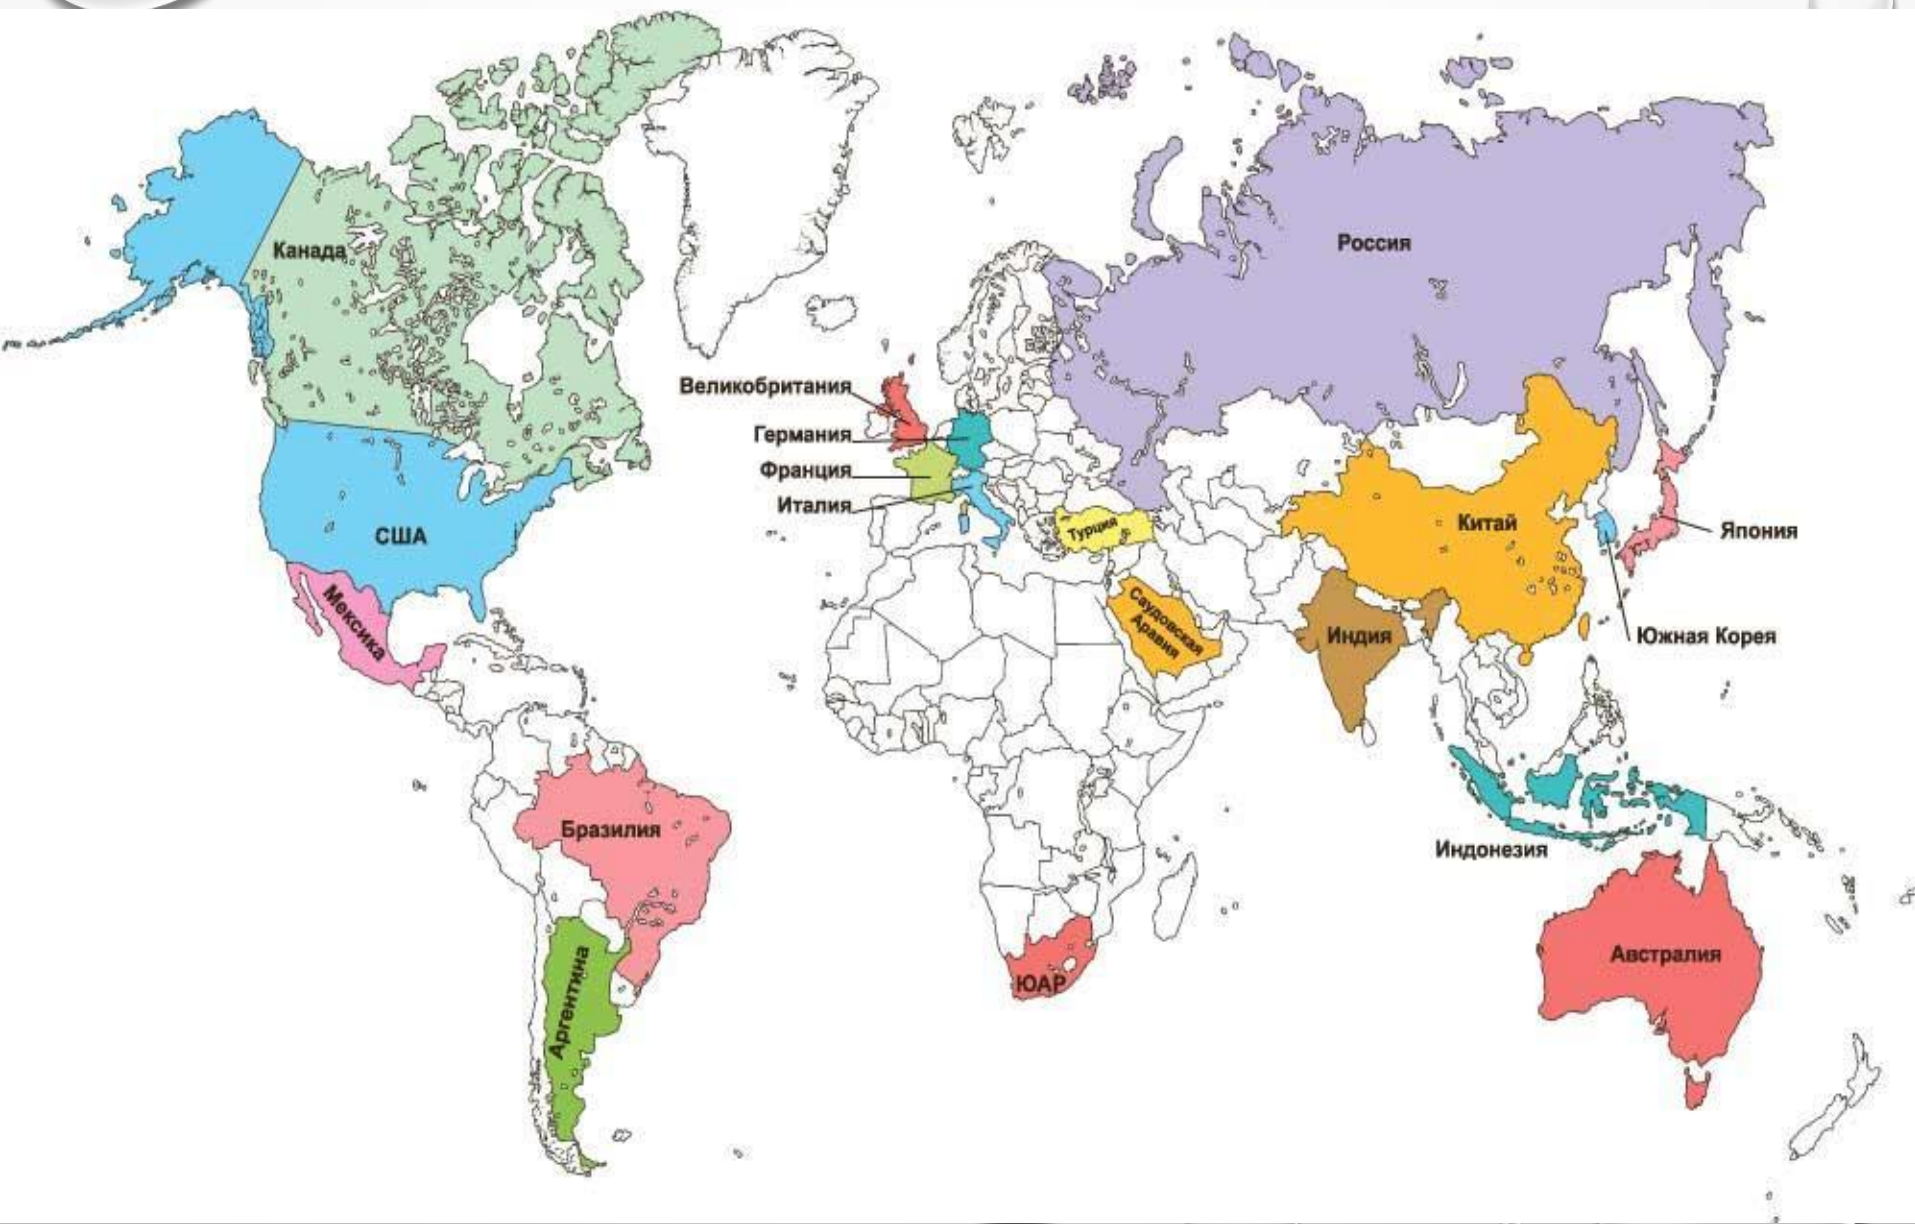 Канада
Россия
Великобритания
Германия
Франция
Италия
США
Турция
Китай
Япония
Мексика
Саудовская
Аравия
Индия
Южная Корея
Бразилия
Индонезия
Австралия
ЮАР
Аргентина